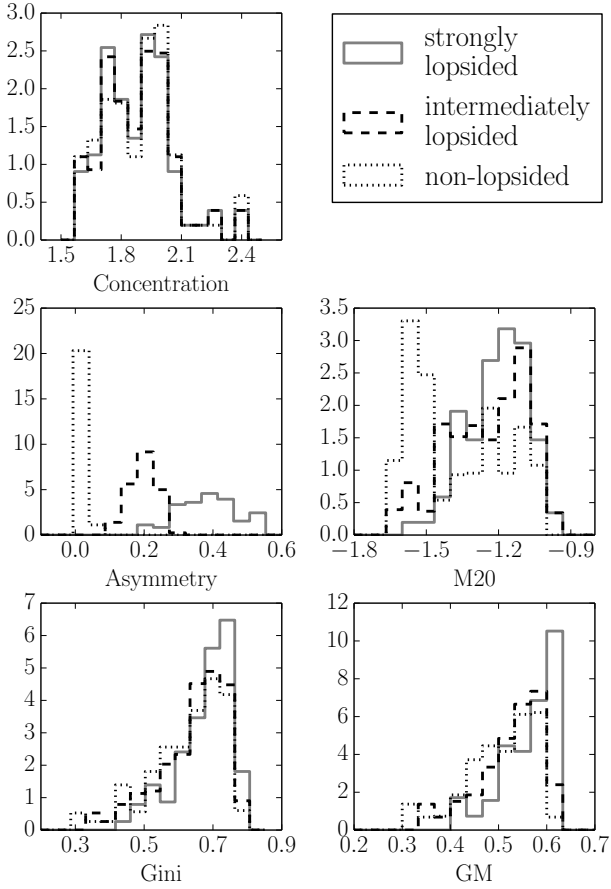 3.0
2.5
2.0
1.5
1.0
0.5
0.0
1.5 1.8 2.1 2.4
Concentration
strongly
lopsided
intermediately
lopsided
non-lopsided
25
20
15
10
5
0
0.0 0.2 0.4 0.6
Asymmetry
3.5
3.0
2.5
2.0
1.5
1.0
0.5
0.0
−1.8 −1.5 −1.2 −0.9
M20
7
6
5
4
3
2
1
0
0.3 0.5 0.7 0.9
Gini
12
10
8
6
4
2
0
0.2 0.3 0.4 0.5 0.6 0.7
GM